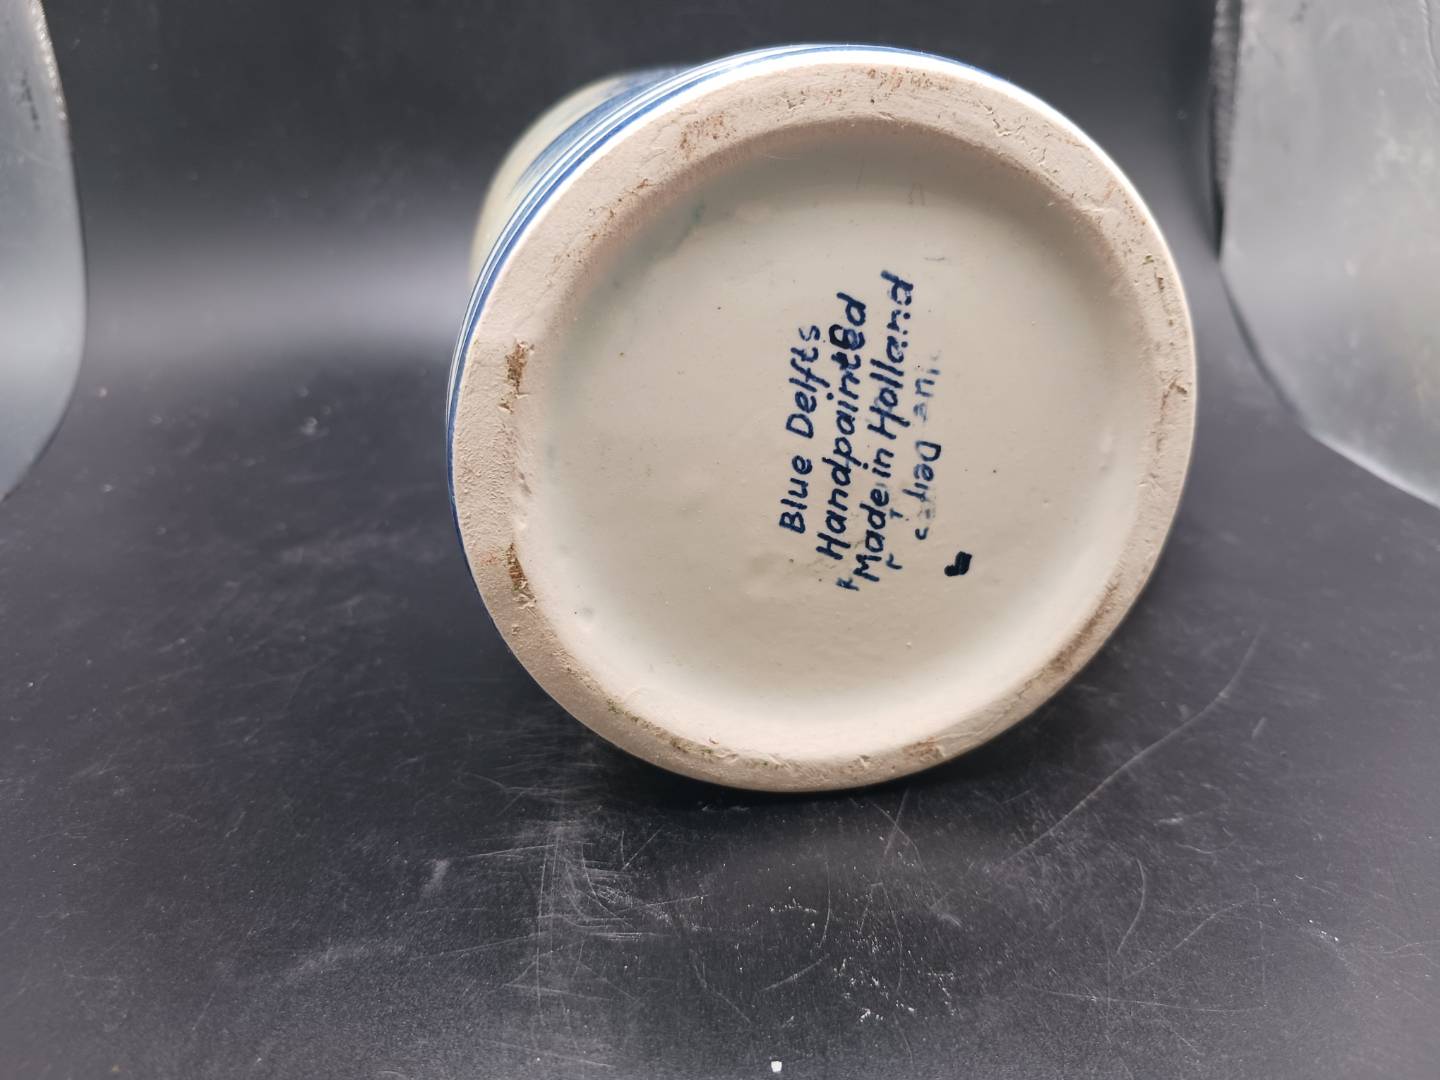 Blue Delfts
Handpainted
Made in Holland